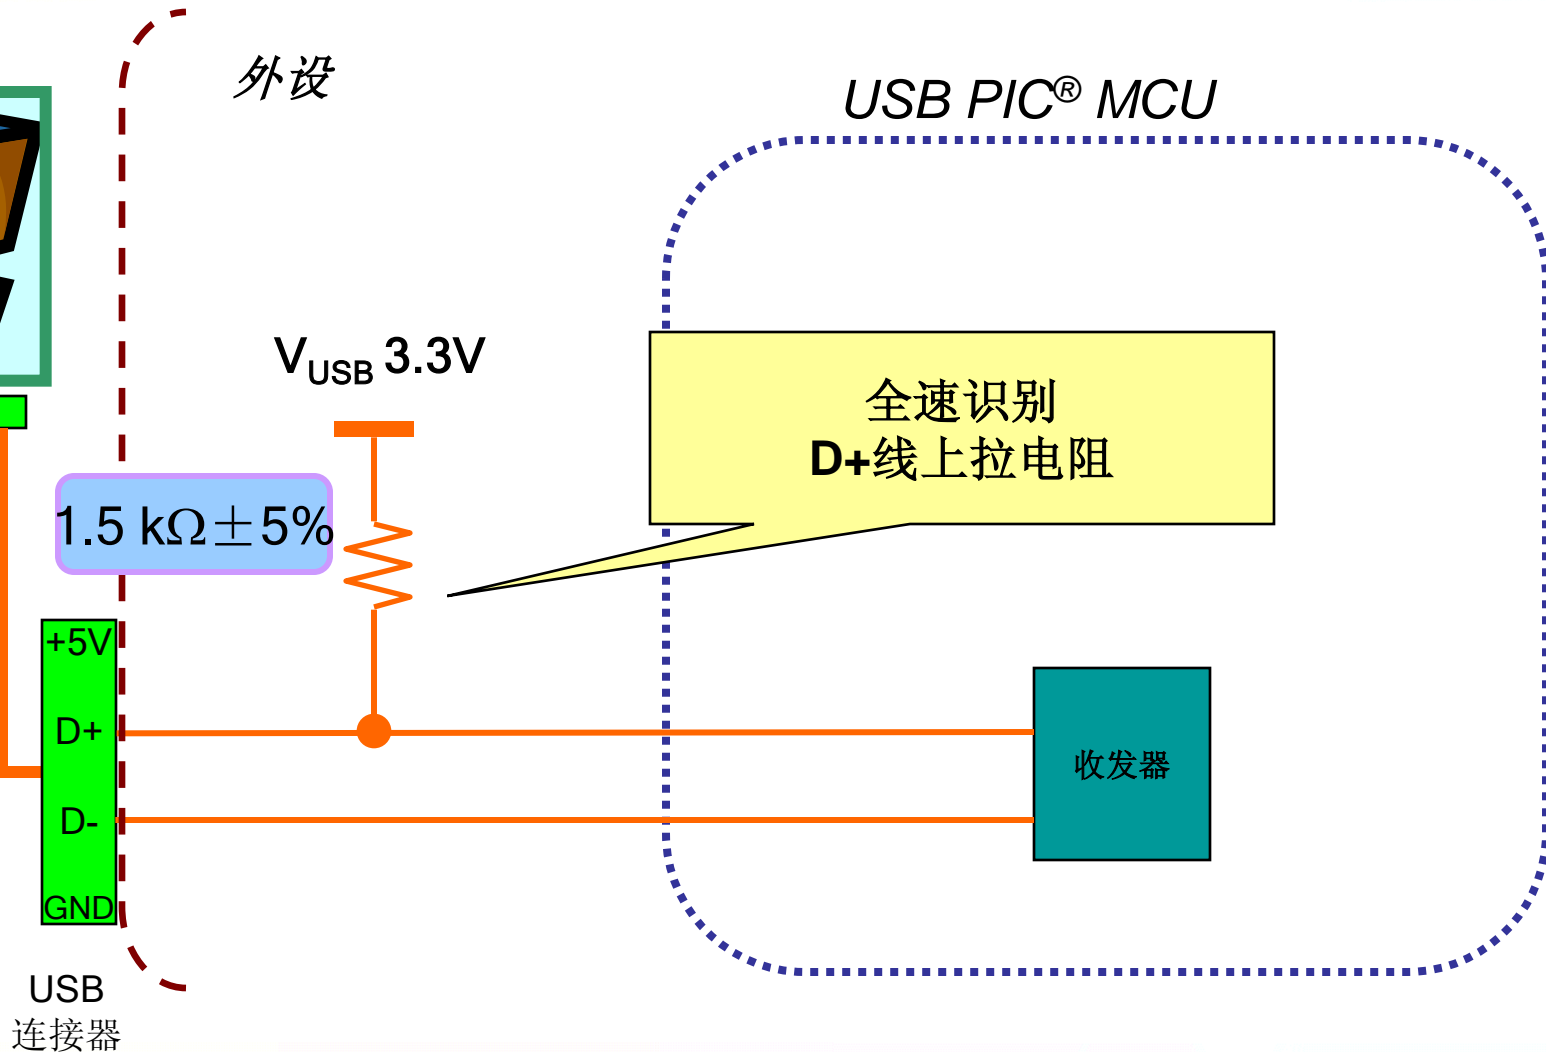 外设
USB PIC® MCU
VUSB 3.3V
全速识别
D+线上拉电阻
1.5 kΩ±5%
+5V
D+
D-
GND
收发器
USB
连接器